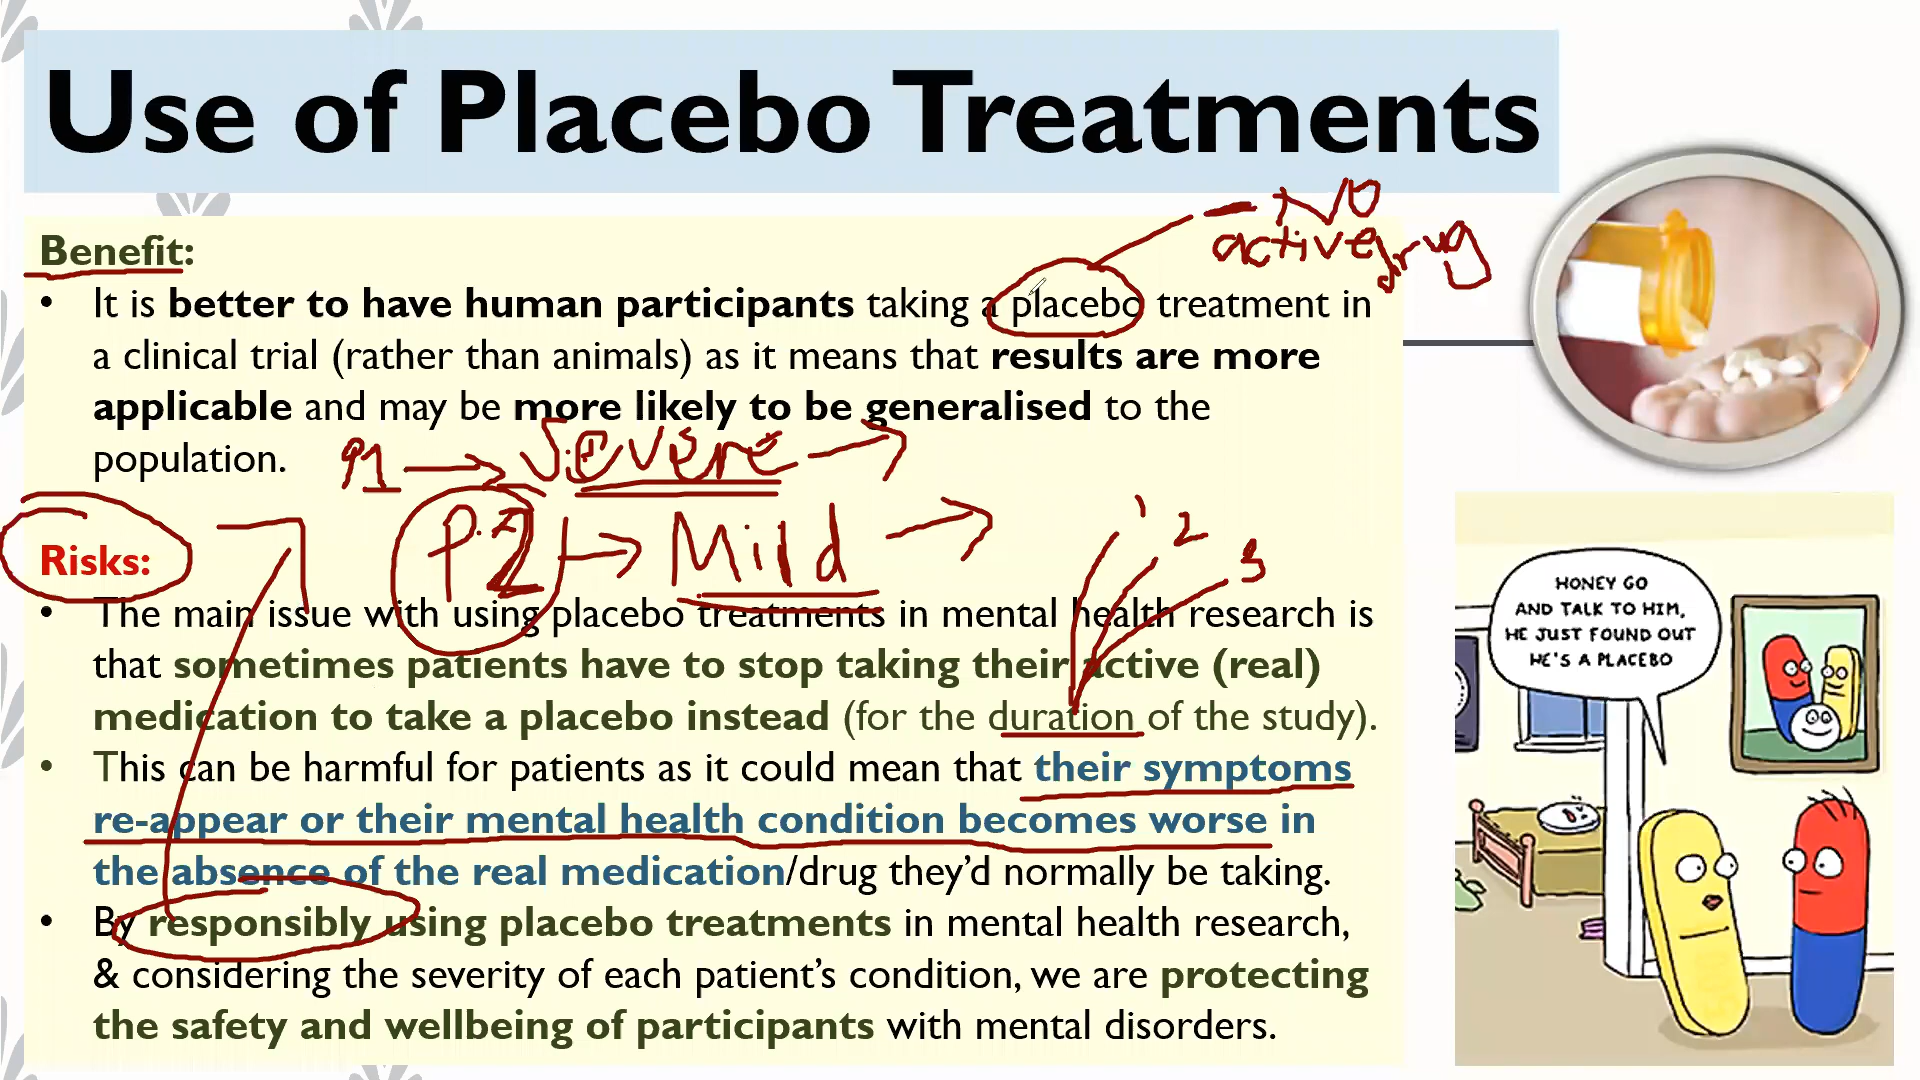 Use of Placebo Treatments
- No
active drug
Benefit:
• It is better to have human participants taking a placebo treatment in
a clinical trial (rather than animals) as it means that results are more
applicable and may be more likely to be generalised to the
population.
P1 → Severe →
P2 → Mild →
1 2 3
Risks:
• The main issue with using placebo treatments in mental health research is
that sometimes patients have to stop taking their active (real)
medication to take a placebo instead (for the duration of the study).
• This can be harmful for patients as it could mean that their symptoms
re-appear or their mental health condition becomes worse in
the absence of the real medication/drug they'd normally be taking.
• By responsibly using placebo treatments in mental health research,
& considering the severity of each patient's condition, we are protecting
the safety and wellbeing of participants with mental disorders.
HONEY GO
AND TALK TO HIM,
HE JUST FOUND OUT
HE'S A PLACEBO